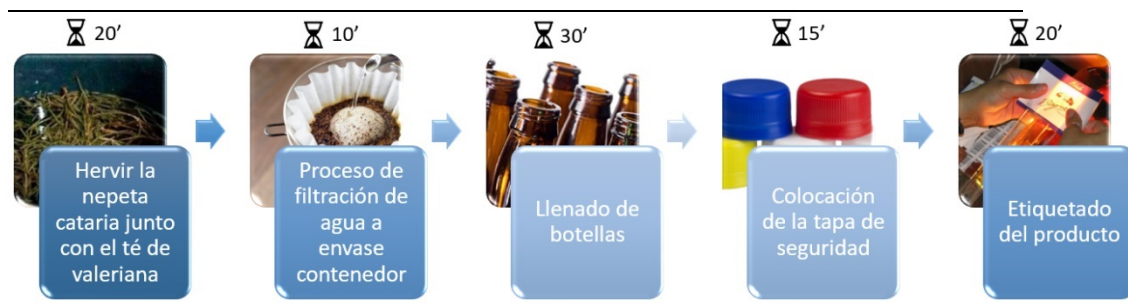 20’
10’
30’
15’
20’
Hervir la
nepeta
cataria junto
con el té de
valeriana
Proceso de
filtración de
agua a
envase
contenedor
Llenado de
botellas
Colocación
de la tapa de
seguridad
Etiquetado
del producto